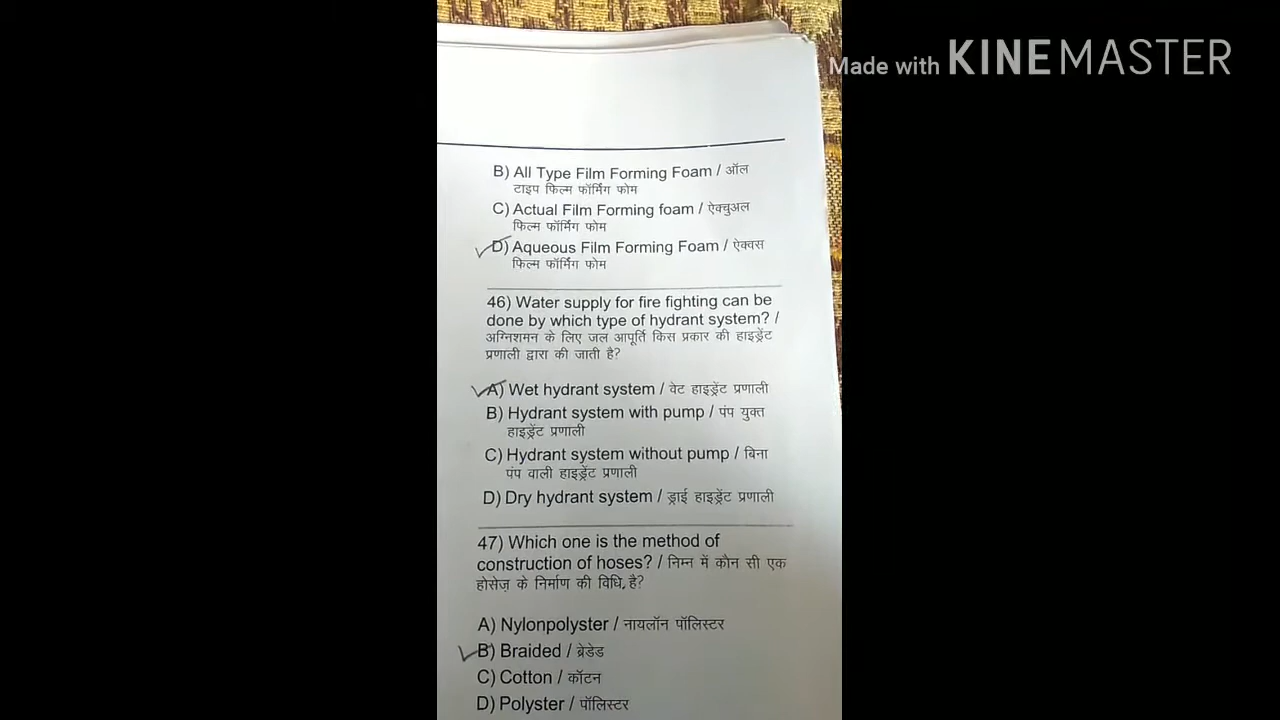 Made with KINEMASTER
B) All Type Film Forming Foam / ऑल
टाइप फिल्म फॉर्मिंग फोम
C) Actual Film Forming foam / ऐक्चुअल
फिल्म फॉर्मिंग फोम
D) Aqueous Film Forming Foam / ऐक्वस
फिल्म फॉर्मिंग फोम
46) Water supply for fire fighting can be
done by which type of hydrant system? /
अग्निशमन के लिए जल आपूर्ति किस प्रकार की हाइड्रेंट
प्रणाली द्वारा की जाती है?
A) Wet hydrant system / वेट हाइड्रेंट प्रणाली
B) Hydrant system with pump / पंप युक्त
हाइड्रेंट प्रणाली
C) Hydrant system without pump / बिना
पंप वाली हाइड्रेंट प्रणाली
D) Dry hydrant system / ड्राई हाइड्रेंट प्रणाली
47) Which one is the method of
construction of hoses? / निम्न में कौन सी एक
होसेज़ के निर्माण की विधि है?
A) Nylonpolyster / नायलॉन पॉलिस्टर
B) Braided / ब्रेडेड
C) Cotton / कॉटन
D) Polyster / पॉलिस्टर